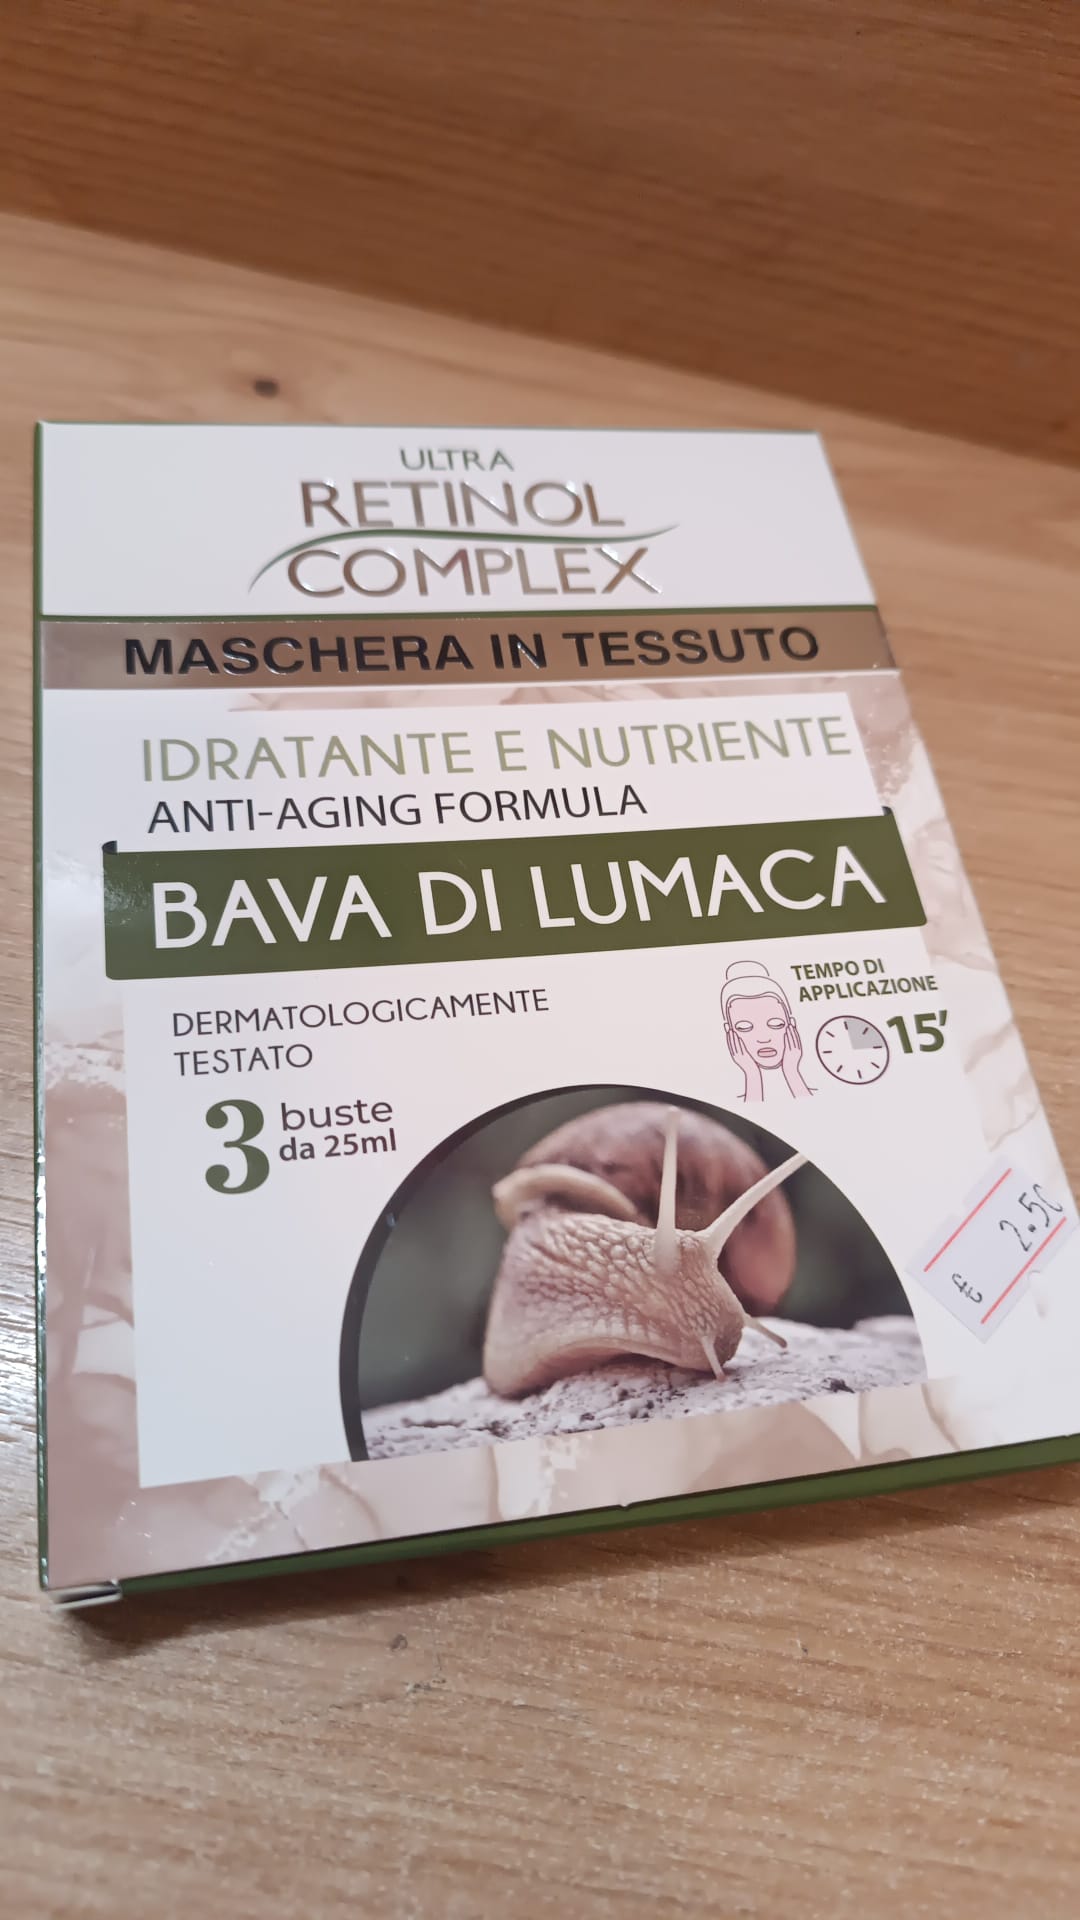 ULTRA
RETINOL
COMPLEX
MASCHERA IN TESSUTO
IDRATANTE E NUTRIENTE
ANTI-AGING FORMULA
BAVA DI LUMACA
DERMATOLOGICAMENTE
TESTATO
TEMPO DI
APPLICAZIONE
15'
3 buste
da 25ml
€ 2.50